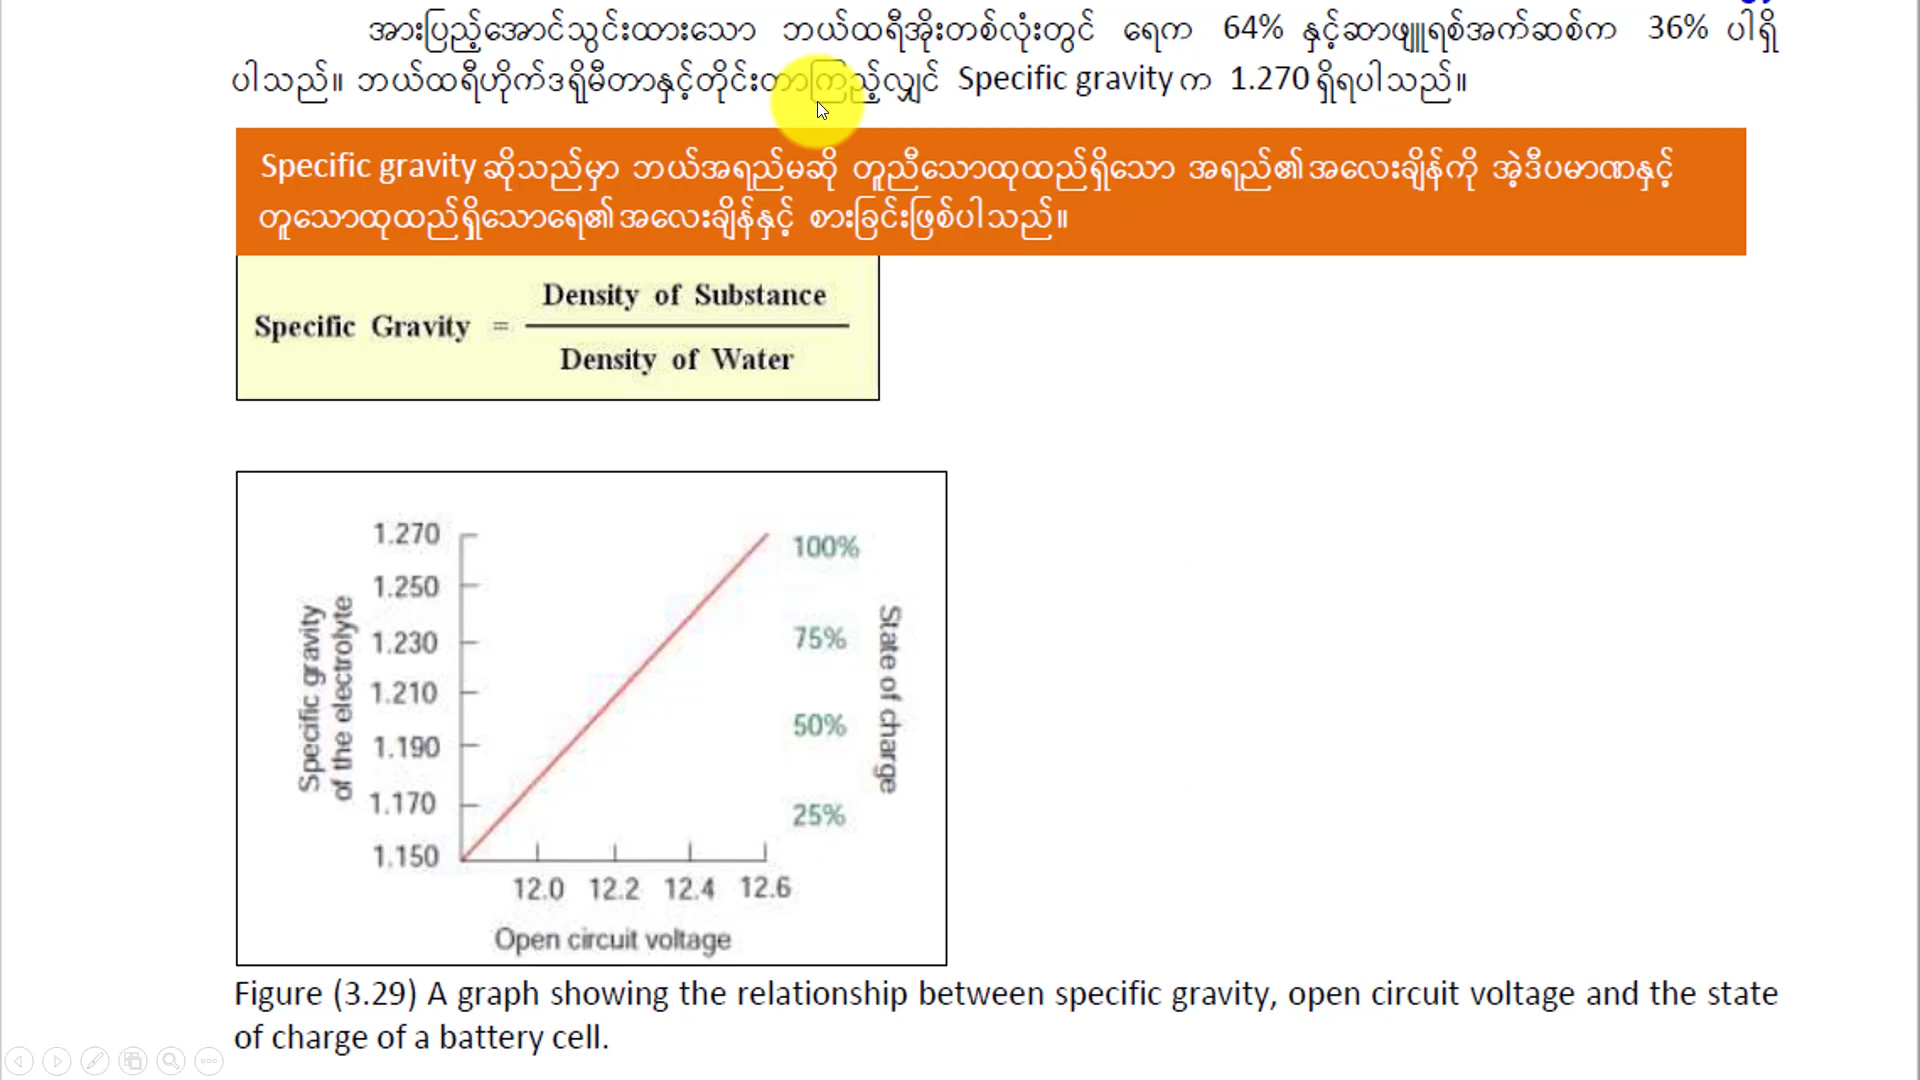 အားပြည့်အောင်သွင်းထားသော ဘယ်ထရီအိုးတစ်လုံးတွင် ရေက 64% နှင့်ဆာဖျူရစ်အက်ဆစ်က 36% ပါရှိ
ပါသည်။ ဘယ်ထရီဟိုက်ဒရိုမီတာနှင့်တိုင်းတာကြည့်လျှင် Specific gravity က 1.270 ရှိရပါသည်။
Specific gravity ဆိုသည်မှာ ဘယ်အရည်မဆို တူညီသောထုထည်ရှိသော အရည်၏အလေးချိန်ကို အဲ့ဒီပမာဏနှင့်
တူသောထုထည်ရှိသောရေ၏အလေးချိန်နှင့် စားခြင်းဖြစ်ပါသည်။
Specific Gravity =
Density of Substance
Density of Water
Specific gravity
of the electrolyte
1.270
1.250
1.230
1.210
1.190
1.170
1.150
100%
75%
50%
25%
State of charge
12.0 12.2 12.4 12.6
Open circuit voltage
Figure (3.29) A graph showing the relationship between specific gravity, open circuit voltage and the state
of charge of a battery cell.